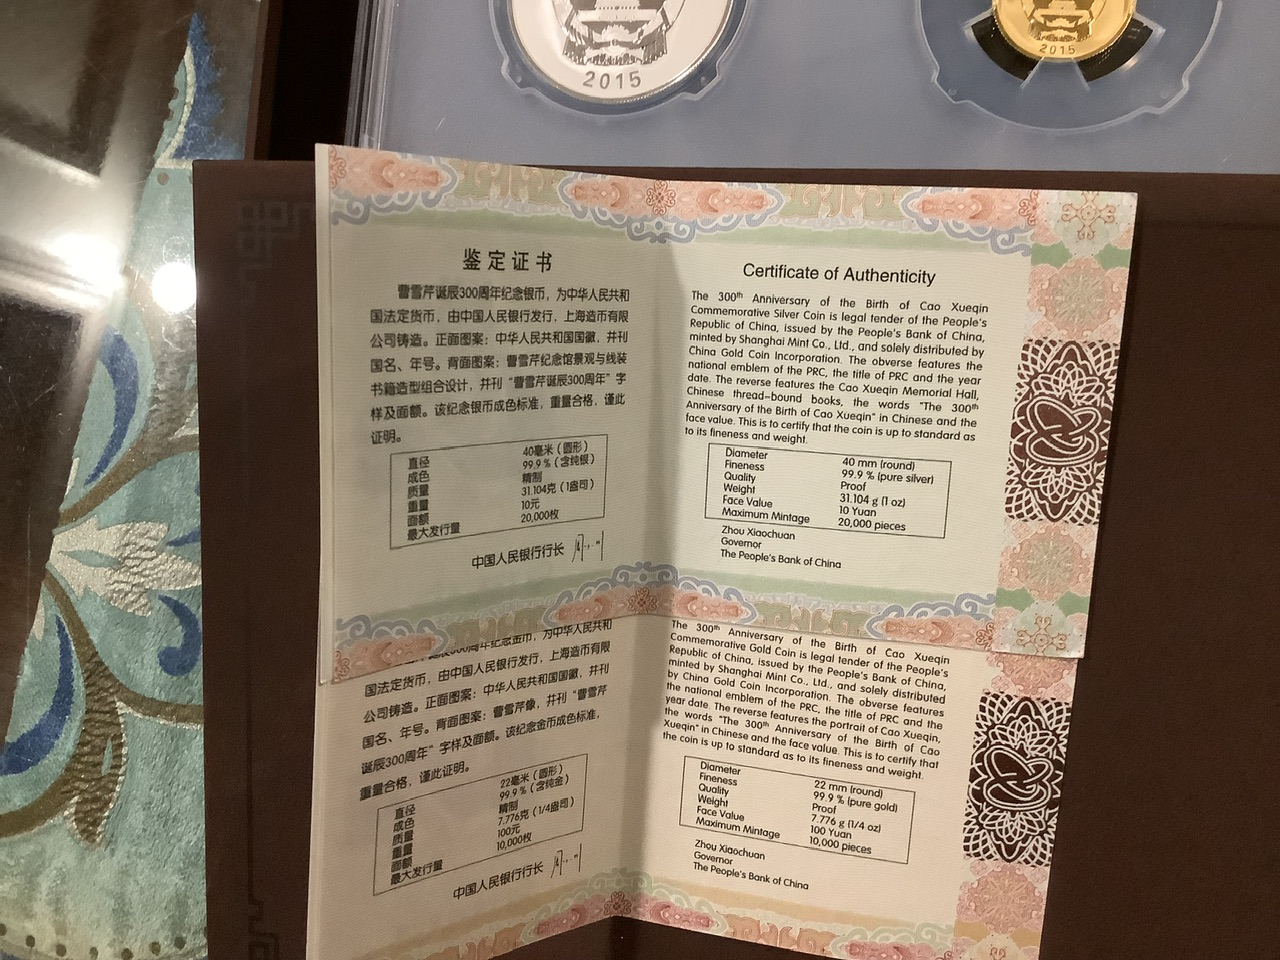 2015
2015
鉴定证书
曹雪芹诞辰300周年纪念银币，为中华人民共和
国法定货币，由中国人民银行发行，上海造币有限
公司铸造。正面图案：中华人民共和国国徽，并刊
国名、年号。背面图案：曹雪芹纪念馆景观与线装
书籍造型组合设计，并刊“曹雪芹诞辰300周年”字
样及面额。该纪念银币成色标准，重量合格，谨此
证明。
直径 40毫米（圆形）
成色 99.9％（含纯银）
质量 精制
重量 31.104克（1盎司）
面额 10元
最大发行量 20,000枚
中国人民银行行长
Certificate of Authenticity
The 300th Anniversary of the Birth of Cao Xueqin
Commemorative Silver Coin is legal tender of the People's
Republic of China, issued by the People's Bank of China,
minted by Shanghai Mint Co., Ltd., and solely distributed by
China Gold Coin Incorporation. The obverse features the
national emblem of the PRC, the title of PRC and the year
date. The reverse features the Cao Xueqin Memorial Hall,
Chinese thread-bound books, the words "The 300th
Anniversary of the Birth of Cao Xueqin" in Chinese and the
face value. This is to certify that the coin is up to standard as
to its fineness and weight.
Diameter 40 mm (round)
Fineness 99.9 % (pure silver)
Quality Proof
Weight 31.104 g (1 oz)
Face Value 10 Yuan
Maximum Mintage 20,000 pieces
Zhou Xiaochuan
Governor
The People's Bank of China
300周年纪念金币，为中华人民共和
国法定货币，由中国人民银行发行，上海造币有限
公司铸造。正面图案：中华人民共和国国徽，并刊
国名、年号。背面图案：曹雪芹像，并刊“曹雪芹
诞辰300周年”字样及面额。该纪念金币成色标准，
重量合格，谨此证明。
直径 22毫米（圆形）
成色 99.9％（含纯金）
质量 精制
重量 7.776克（1/4盎司）
面额 100元
最大发行量 10,000枚
中国人民银行行长
The 300th Anniversary of the Birth of Cao Xueqin
Commemorative Gold Coin is legal tender of the People's
Republic of China, issued by the People's Bank of China,
minted by Shanghai Mint Co., Ltd., and solely distributed
by China Gold Coin Incorporation. The obverse features
the national emblem of the PRC, the title of PRC and the
year date. The reverse features the portrait of Cao Xueqin,
the words "The 300th Anniversary of the Birth of Cao
Xueqin" in Chinese and the face value. This is to certify that
the coin is up to standard as to its fineness and weight.
Diameter 22 mm (round)
Fineness 99.9 % (pure gold)
Quality Proof
Weight 7.776 g (1/4 oz)
Face Value 100 Yuan
Maximum Mintage 10,000 pieces
Zhou Xiaochuan
Governor
The People's Bank of China